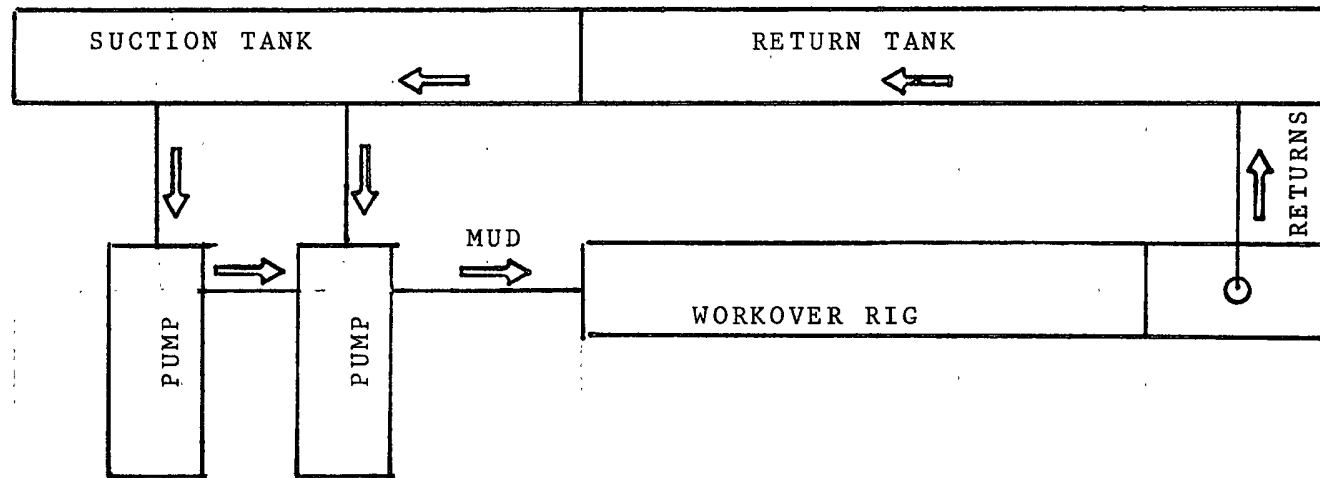 SUCTION TANK
RETURN TANK
RETURNS
MUD
PUMP
PUMP
WORKOVER RIG